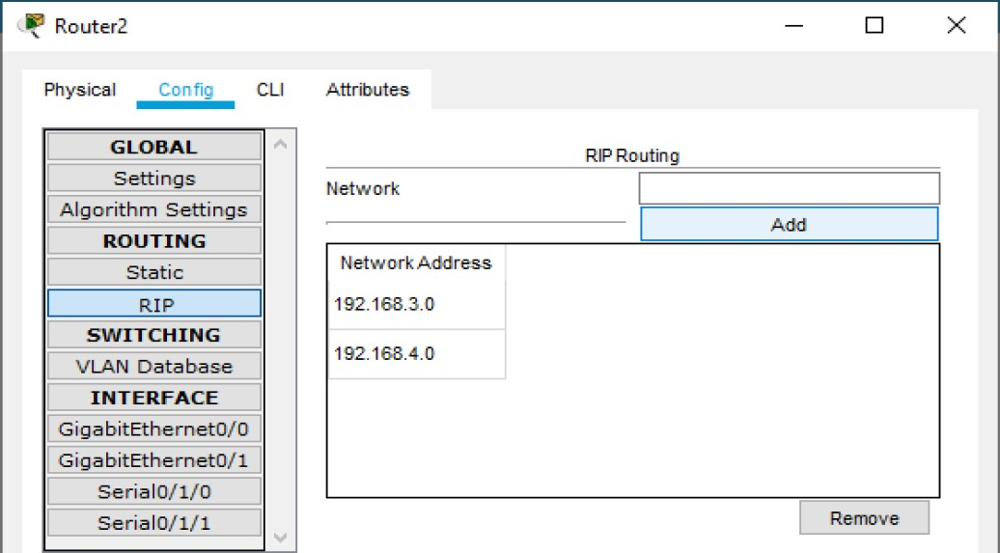 Router2
Physical Config CLI Attributes
GLOBAL
Settings
Algorithm Settings
ROUTING
Static
RIP
SWITCHING
VLAN Database
INTERFACE
GigabitEthernet0/0
GigabitEthernet0/1
Serial0/1/0
Serial0/1/1
RIP Routing
Network
Add
Network Address
192.168.3.0
192.168.4.0
Remove